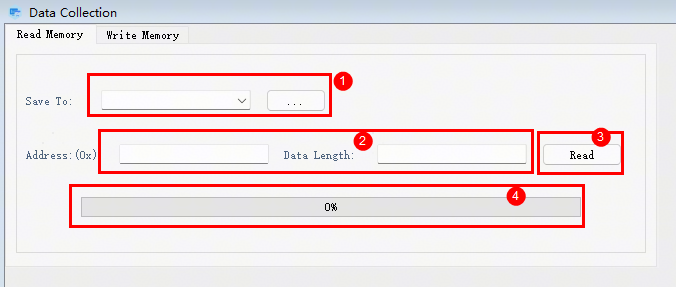 Data Collection
Read Memory Write Memory
1
Save To: ...
2 3
Address:(0x) Data Length: Read
4
0%